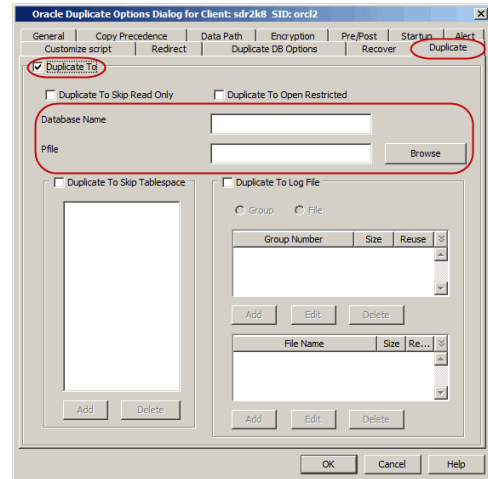 Oracle Duplicate Options Dialog for Client: sdr2k8 SID: orcl2
General Copy Precedence Data Path Encryption Pre/Post Startup Alert
Customize script Redirect Duplicate DB Options Recover Duplicate
Duplicate To
Duplicate To Skip Read Only Duplicate To Open Restricted
Database Name
Pfile Browse
Duplicate To Skip Tablespace Duplicate To Log File
Group File
Group Number Size Reuse
Add Edit Delete
File Name Size Re...
Add Delete
Add Edit Delete
OK Cancel Help